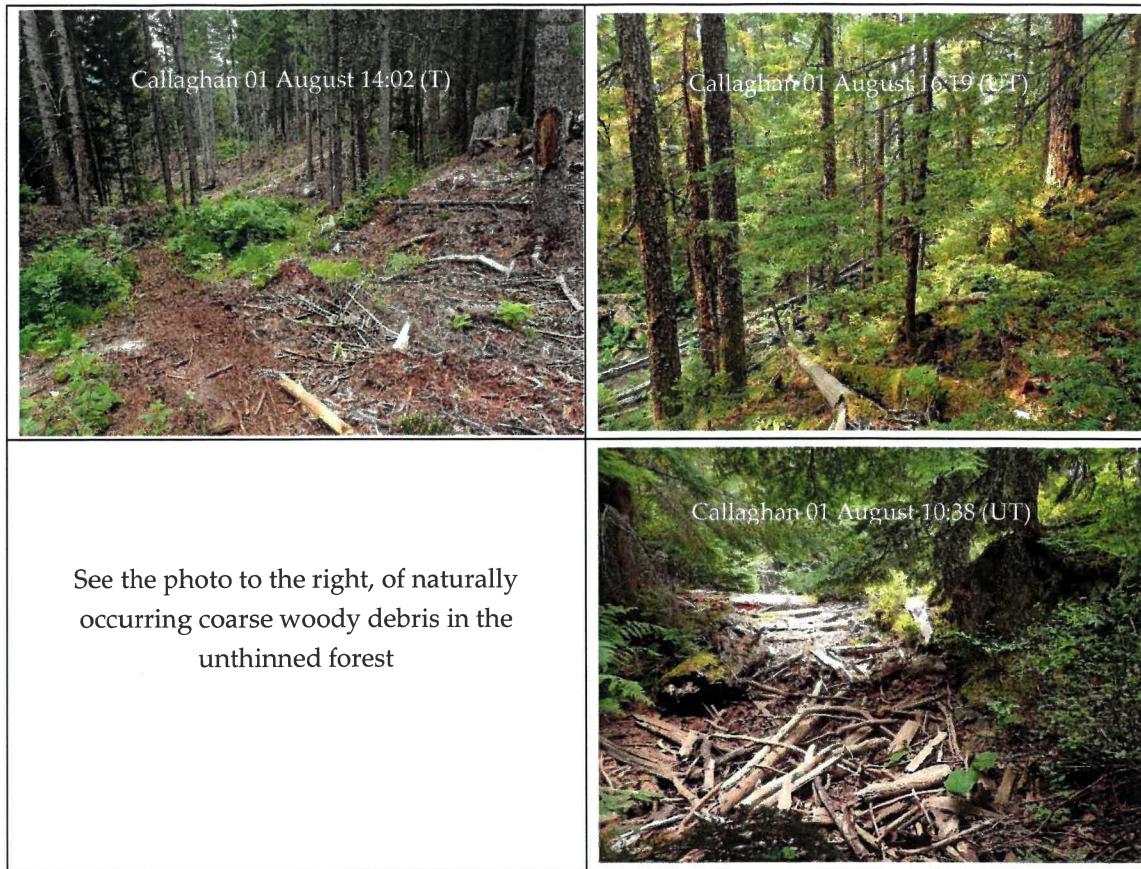 Callaghan 01 August 14:02 (T)
Callaghan 01 August 16:19 (UT)
See the photo to the right, of naturally
occurring coarse woody debris in the
unthinned forest
Callaghan 01 August 10:38 (UT)